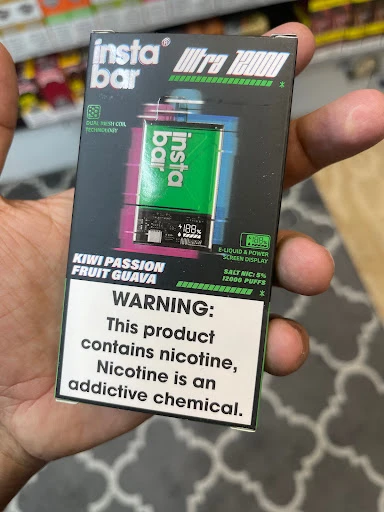 insta
bar®
Ultra 12000
DUAL MESH COIL
TECHNOLOGY
insta
bar
188%
E-LIQUID & POWER
SCREEN DISPLAY
KIWI PASSION
FRUIT GUAVA
SALT NIC: 5%
12000 PUFFS
WARNING:
This product
contains nicotine,
Nicotine is an
addictive chemical.